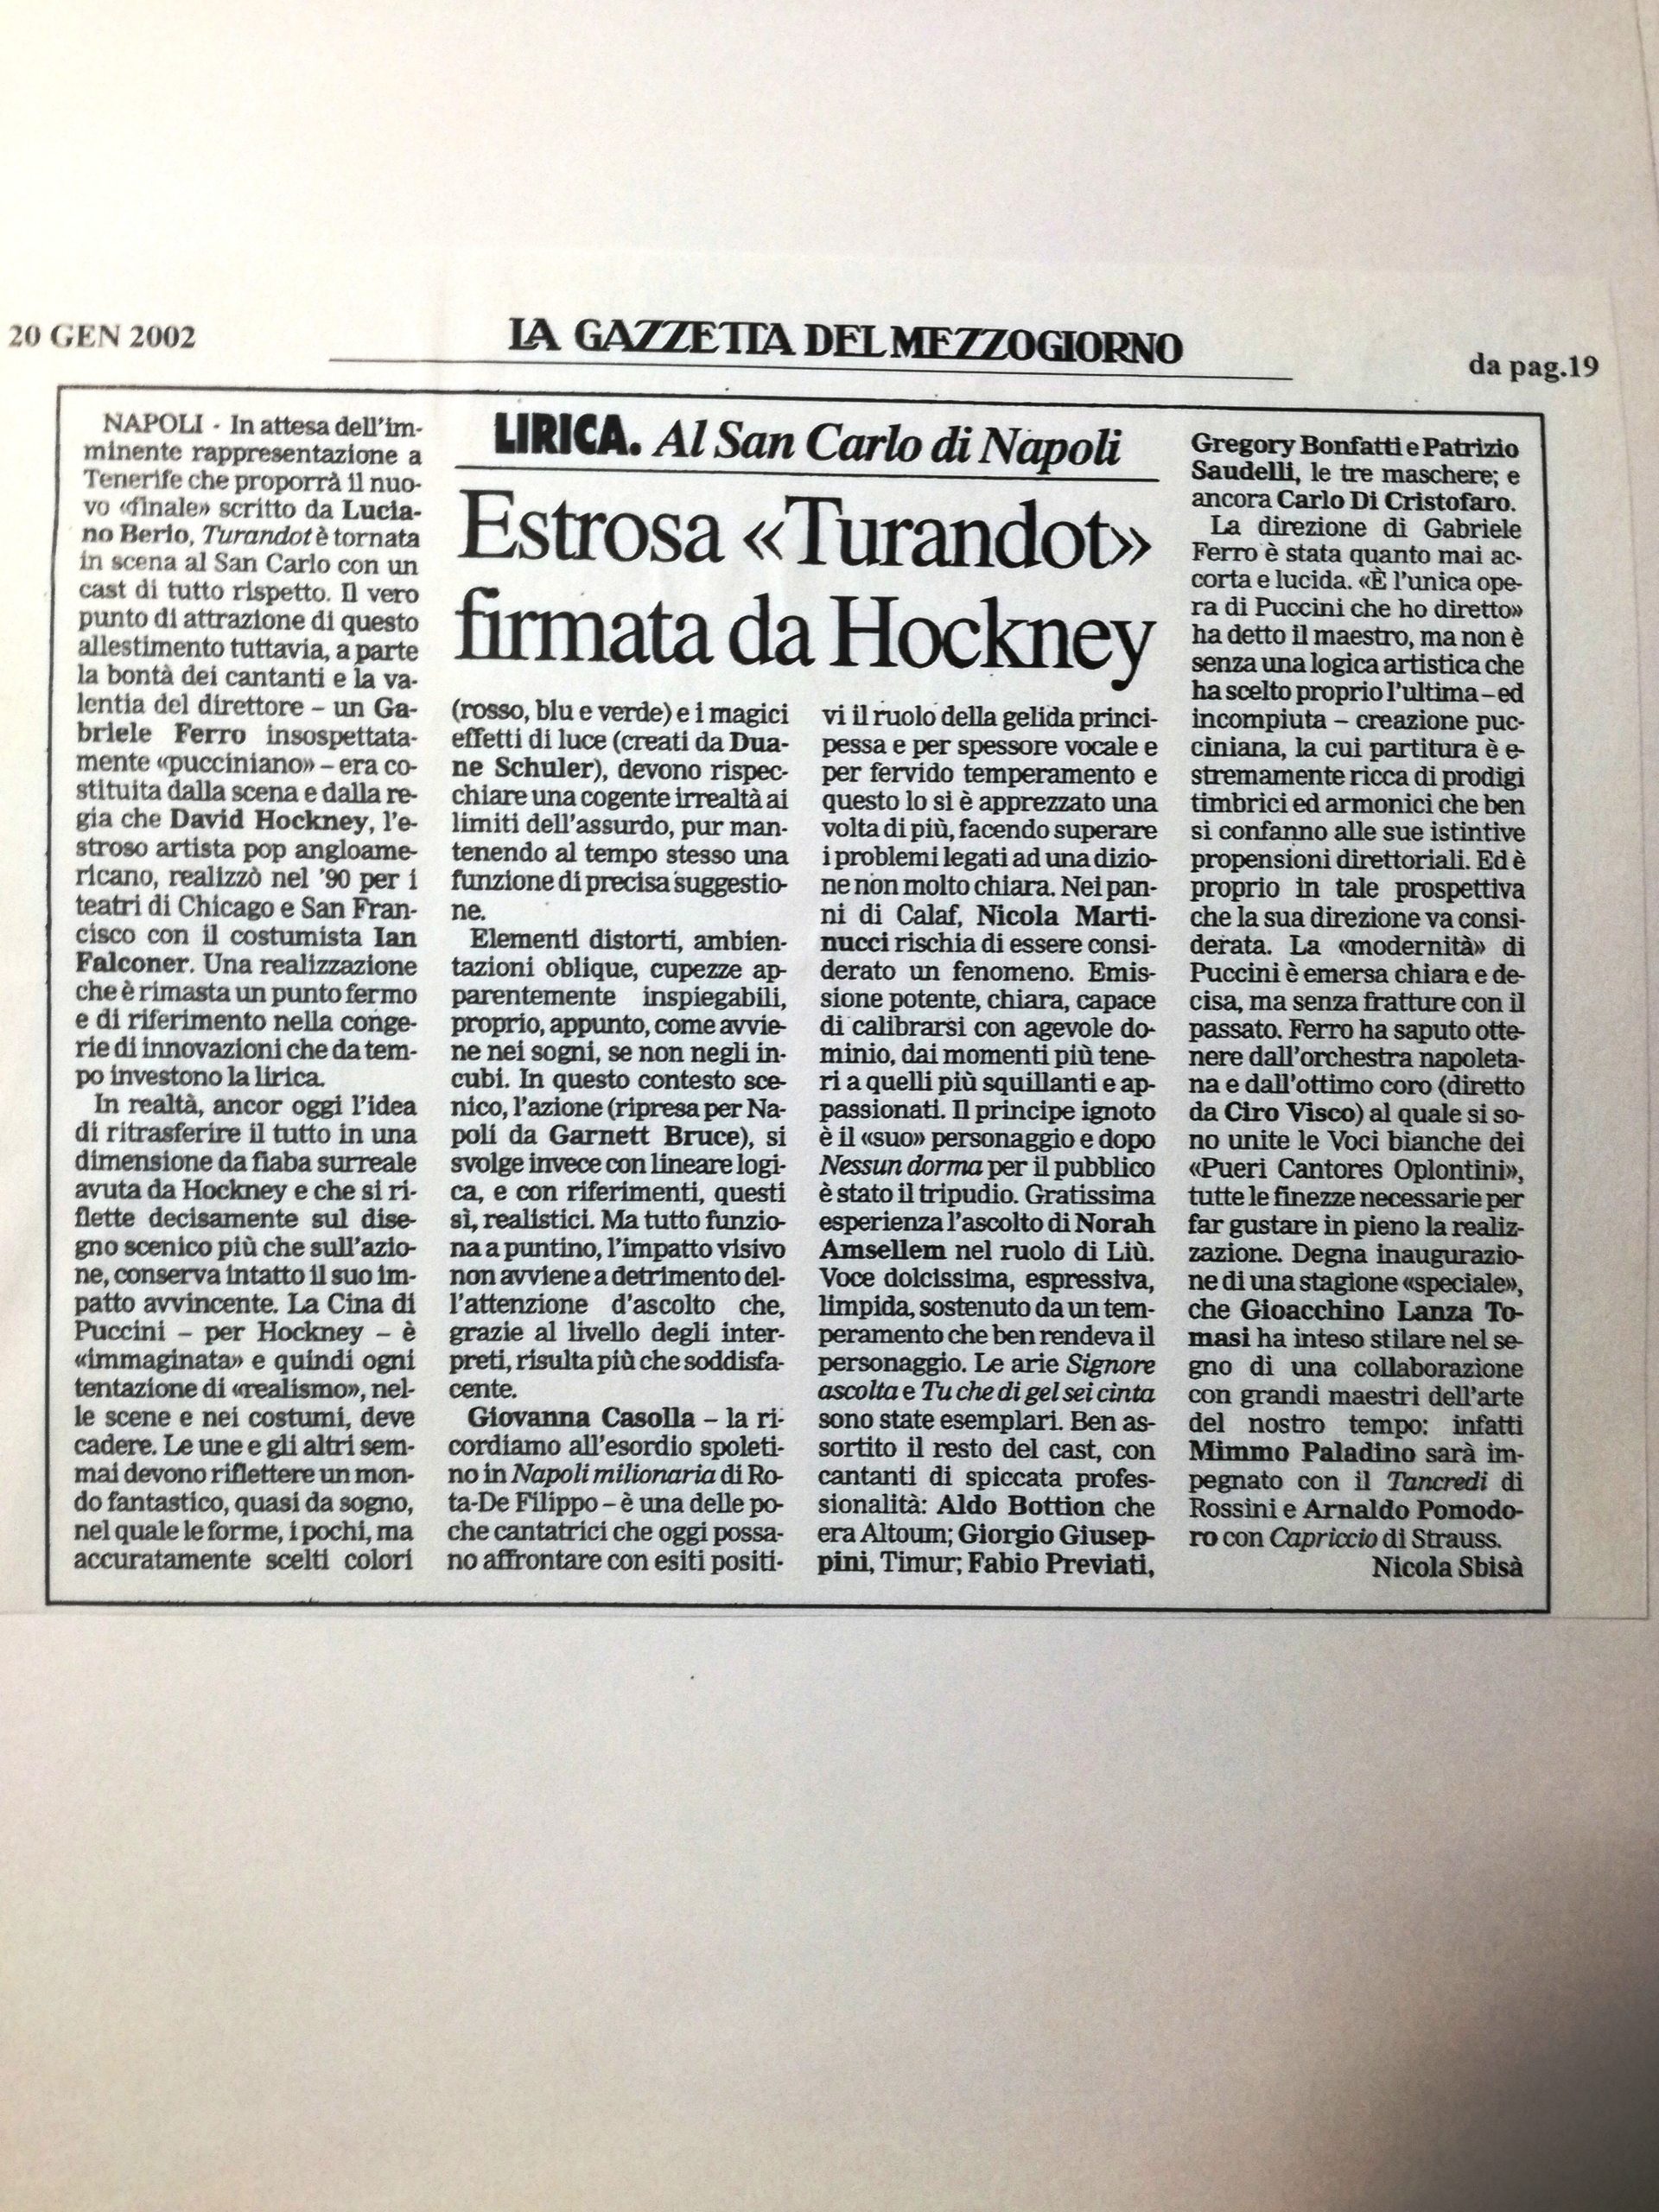 20 GEN 2002
LA GAZZETTA DEL MEZZOGIORNO
da pag.19
LIRICA. Al San Carlo di Napoli
Estrosa «Turandot»
firmata da Hockney
NAPOLI - In attesa dell'im-
minente rappresentazione a
Tenerife che proporrà il nuo-
vo «finale» scritto da Lucia-
no Berio, Turandot è tornata
in scena al San Carlo con un
cast di tutto rispetto. Il vero
punto di attrazione di questo
allestimento tuttavia, a parte
la bontà dei cantanti e la va-
lentia del direttore – un Ga-
briele Ferro insospettata-
mente «pucciniano» – era co-
stituita dalla scena e dalla re-
gia che David Hockney, l'e-
stroso artista pop angloame-
ricano, realizzò nel '90 per i
teatri di Chicago e San Fran-
cisco con il costumista Ian
Falconer. Una realizzazione
che è rimasta un punto fermo
e di riferimento nella conge-
rie di innovazioni che da tem-
po investono la lirica.
In realtà, ancor oggi l'idea
di ritrasferire il tutto in una
dimensione da fiaba surreale
avuta da Hockney e che si ri-
flette decisamente sul dise-
gno scenico più che sull'azio-
ne, conserva intatto il suo im-
patto avvincente. La Cina di
Puccini – per Hockney – è
«immaginata» e quindi ogni
tentazione di «realismo», nel-
le scene e nei costumi, deve
cadere. Le une e gli altri sem-
mai devono riflettere un mon-
do fantastico, quasi da sogno,
nel quale le forme, i pochi, ma
accuratamente scelti colori
(rosso, blu e verde) e i magici
effetti di luce (creati da Dua-
ne Schuler), devono rispec-
chiare una cogente irrealtà ai
limiti dell'assurdo, pur man-
tenendo al tempo stesso una
funzione di precisa suggestio-
ne.
Elementi distorti, ambien-
tazioni oblique, cupezze ap-
parentemente inspiegabili,
proprio, appunto, come avvie-
ne nei sogni, se non negli in-
cubi. In questo contesto sce-
nico, l'azione (ripresa per Na-
poli da Garnett Bruce), si
svolge invece con lineare logi-
ca, e con riferimenti, questi
sì, realistici. Ma tutto funzio-
na a puntino, l'impatto visivo
non avviene a detrimento del-
l'attenzione d'ascolto che,
grazie al livello degli inter-
preti, risulta più che soddisfa-
cente.
Giovanna Casolla – la ri-
cordiamo all'esordio spoleti-
no in Napoli milionaria di Ro-
ta-De Filippo – è una delle po-
che cantatrici che oggi possa-
no affrontare con esiti positi-
vi il ruolo della gelida princi-
pessa e per spessore vocale e
per fervido temperamento e
questo lo si è apprezzato una
volta di più, facendo superare
i problemi legati ad una dizio-
ne non molto chiara. Nei pan-
ni di Calaf, Nicola Marti-
nucci rischia di essere consi-
derato un fenomeno. Emis-
sione potente, chiara, capace
di calibrarsi con agevole do-
minio, dai momenti più tene-
ri a quelli più squillanti e ap-
passionati. Il principe ignoto
è il «suo» personaggio e dopo
Nessun dorma per il pubblico
è stato il tripudio. Gratissima
esperienza l'ascolto di Norah
Amsellem nel ruolo di Liù.
Voce dolcissima, espressiva,
limpida, sostenuto da un tem-
peramento che ben rendeva il
personaggio. Le arie Signore
ascolta e Tu che di gel sei cinta
sono state esemplari. Ben as-
sortito il resto del cast, con
cantanti di spiccata profes-
sionalità: Aldo Bottion che
era Altoum; Giorgio Giusep-
pini, Timur; Fabio Previati,
Gregory Bonfatti e Patrizio
Saudelli, le tre maschere; e
ancora Carlo Di Cristofaro.
La direzione di Gabriele
Ferro è stata quanto mai ac-
corta e lucida. «È l'unica ope-
ra di Puccini che ho diretto»
ha detto il maestro, ma non è
senza una logica artistica che
ha scelto proprio l'ultima – ed
incompiuta – creazione puc-
ciniana, la cui partitura è e-
stremamente ricca di prodigi
timbrici ed armonici che ben
si confanno alle sue istintive
propensioni direttoriali. Ed è
proprio in tale prospettiva
che la sua direzione va consi-
derata. La «modernità» di
Puccini è emersa chiara e de-
cisa, ma senza fratture con il
passato. Ferro ha saputo otte-
nere dall'orchestra napoleta-
na e dall'ottimo coro (diretto
da Ciro Visco) al quale si so-
no unite le Voci bianche dei
«Pueri Cantores Oplontini»,
tutte le finezze necessarie per
far gustare in pieno la realiz-
zazione. Degna inaugurazio-
ne di una stagione «speciale»,
che Gioacchino Lanza To-
masi ha inteso stilare nel se-
gno di una collaborazione
con grandi maestri dell'arte
del nostro tempo: infatti
Mimmo Paladino sarà im-
pegnato con il Tancredi di
Rossini e Arnaldo Pomodo-
ro con Capriccio di Strauss.
Nicola Sbisà